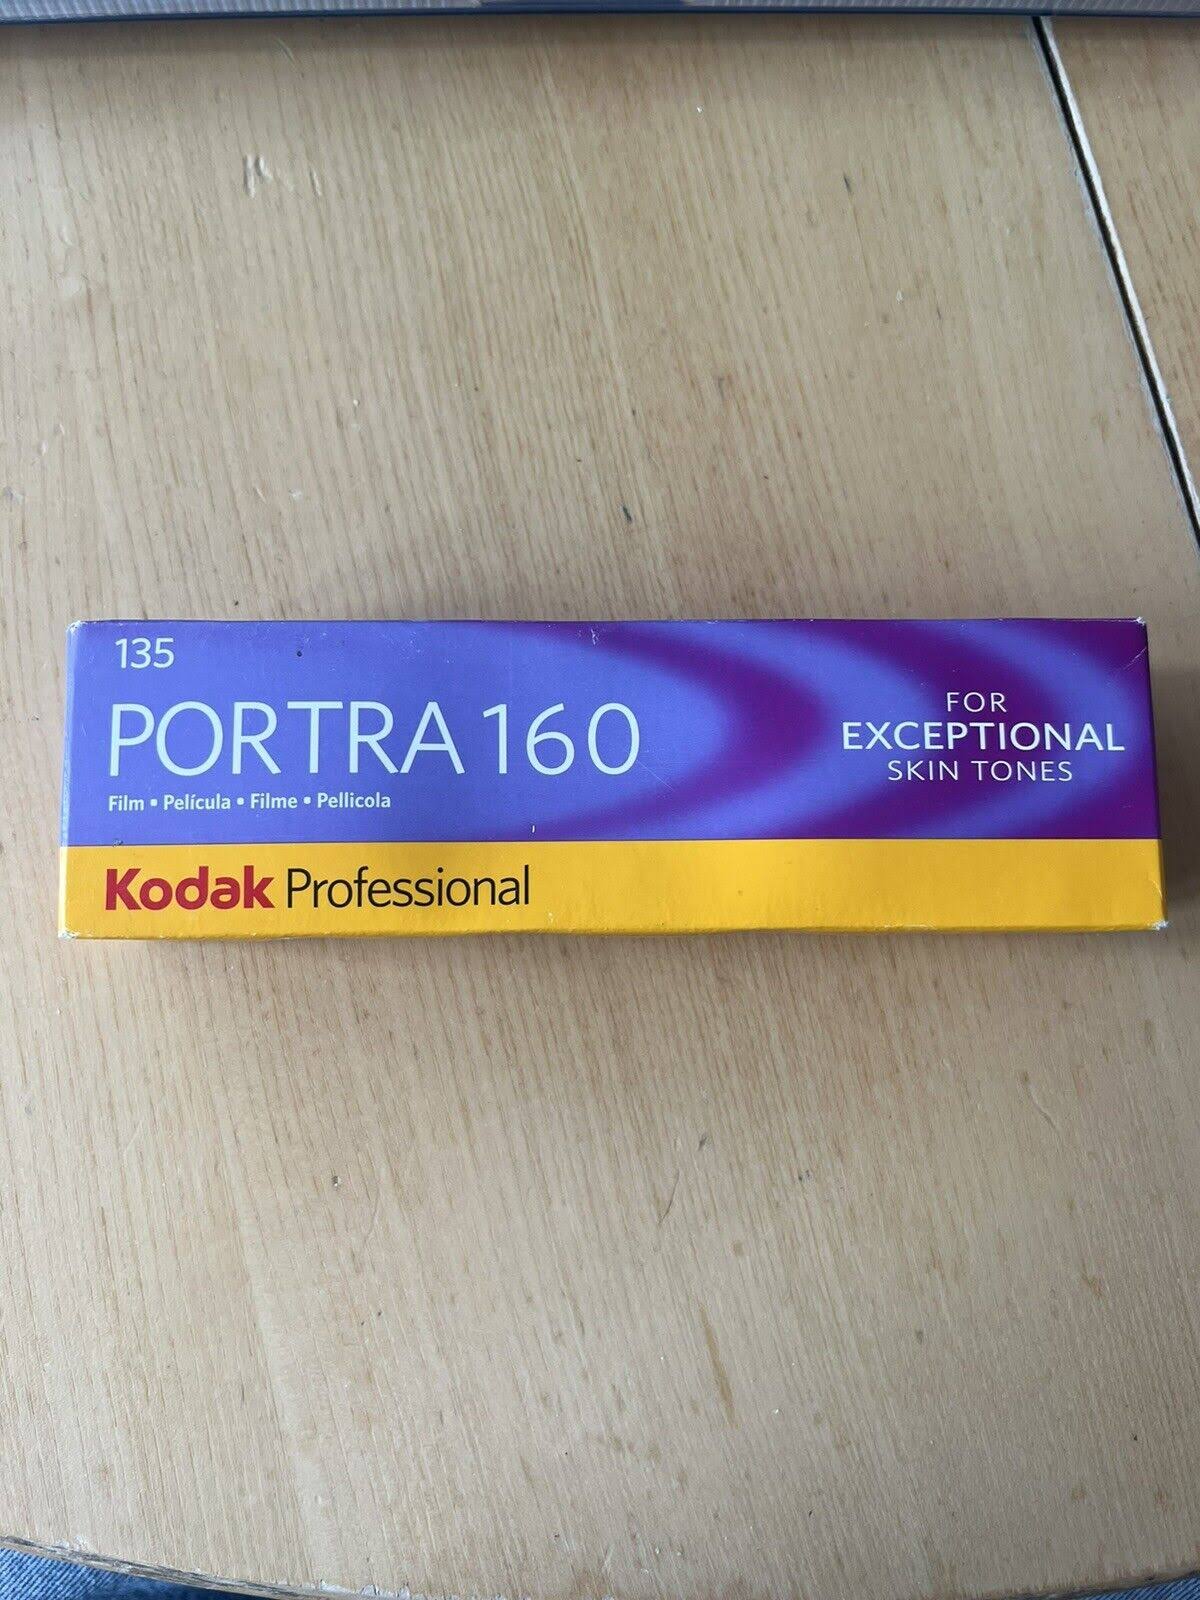 135
PORTRA 160
Film • Película • Filme • Pellicola
FOR
EXCEPTIONAL
SKIN TONES
Kodak Professional